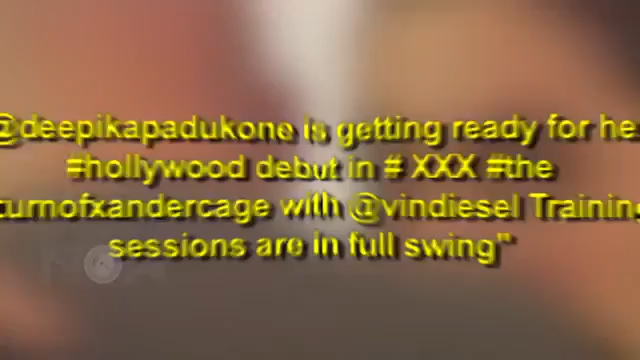 @deepikapadukone is getting ready for he
#hollywood debut in # XXX #the
turnofxandercage with @vindiesel Training
sessions are in full swing"